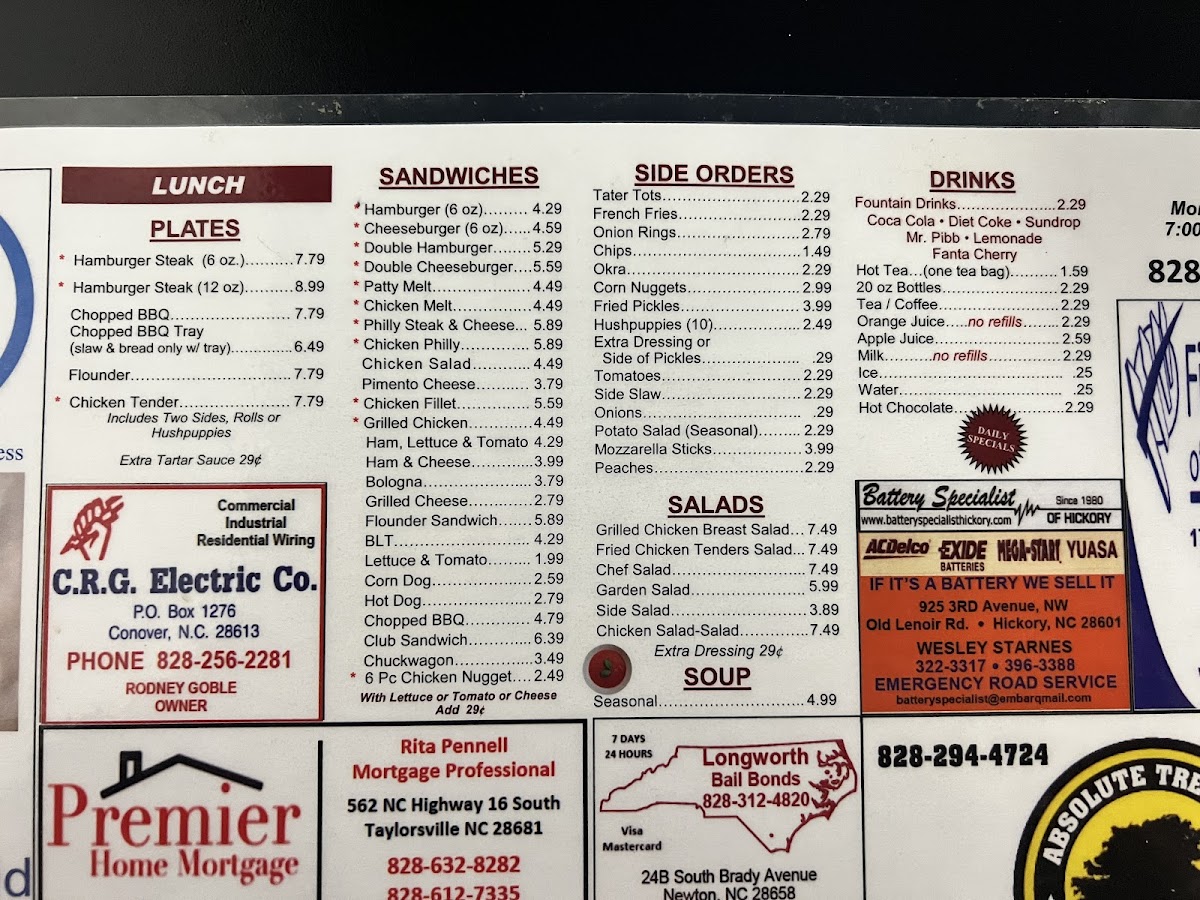 LUNCH
PLATES
* Hamburger Steak (6 oz.)..........7.79
* Hamburger Steak (12 oz)..........8.99
Chopped BBQ..........7.79
Chopped BBQ Tray
(slaw & bread only w/ tray)..........6.49
Flounder..........7.79
* Chicken Tender..........7.79
Includes Two Sides, Rolls or
Hushpuppies
Extra Tartar Sauce 29¢
SANDWICHES
* Hamburger (6 oz)......... 4.29
* Cheeseburger (6 oz)......4.59
* Double Hamburger..........5.29
* Double Cheeseburger....5.59
* Patty Melt..........4.49
* Chicken Melt..........4.49
* Philly Steak & Cheese... 5.89
* Chicken Philly..........5.89
Chicken Salad..........4.49
Pimento Cheese..........3.79
* Chicken Fillet..........5.59
* Grilled Chicken..........4.49
Ham, Lettuce & Tomato 4.29
Ham & Cheese..........3.99
Bologna..........3.79
Grilled Cheese..........2.79
Flounder Sandwich.......5.89
BLT..........4.29
Lettuce & Tomato..........1.99
Corn Dog..........2.59
Hot Dog..........2.79
Chopped BBQ..........4.79
Club Sandwich..........6.39
Chuckwagon..........3.49
* 6 Pc Chicken Nugget....2.49
With Lettuce or Tomato or Cheese
Add 29¢
SIDE ORDERS
Tater Tots..........2.29
French Fries..........2.29
Onion Rings..........2.79
Chips..........1.49
Okra..........2.29
Corn Nuggets..........2.99
Fried Pickles..........3.99
Hushpuppies (10)..........2.49
Extra Dressing or
Side of Pickles.......... .29
Tomatoes..........2.29
Side Slaw..........2.29
Onions.......... .29
Potato Salad (Seasonal)......... 2.29
Mozzarella Sticks..........3.99
Peaches..........2.29
SALADS
Grilled Chicken Breast Salad... 7.49
Fried Chicken Tenders Salad... 7.49
Chef Salad..........7.49
Garden Salad..........5.99
Side Salad..........3.89
Chicken Salad-Salad..........7.49
Extra Dressing 29¢
SOUP
Seasonal..........4.99
DRINKS
Fountain Drinks..........2.29
Coca Cola • Diet Coke • Sundrop
Mr. Pibb • Lemonade
Fanta Cherry
Hot Tea...(one tea bag)..........1.59
20 oz Bottles..........2.29
Tea / Coffee..........2.29
Orange Juice.....no refills....... 2.29
Apple Juice..........2.59
Milk..........no refills..........2.29
Ice.......... .25
Water.......... .25
Hot Chocolate..........2.29
DAILY
SPECIALS
Mo
7:00
828
ess
C.R.G. Electric Co.
Commercial
Industrial
Residential Wiring
P.O. Box 1276
Conover, N.C. 28613
PHONE 828-256-2281
RODNEY GOBLE
OWNER
Battery Specialist
Since 1980
www.batteryspecialisthickory.com
OF HICKORY
ACDelco EXIDE BATTERIES MEGA-START YUASA
IF IT'S A BATTERY WE SELL IT
925 3RD Avenue, NW
Old Lenoir Rd. • Hickory, NC 28601
WESLEY STARNES
322-3317 • 396-3388
EMERGENCY ROAD SERVICE
batteryspecialist@embarqmail.com
Premier
Home Mortgage
Rita Pennell
Mortgage Professional
562 NC Highway 16 South
Taylorsville NC 28681
828-632-8282
828-612-7335
7 DAYS
24 HOURS
Longworth
Bail Bonds
828-312-4820
Visa
Mastercard
24B South Brady Avenue
Newton, NC 28658
828-294-4724
ABSOLUTE TRE